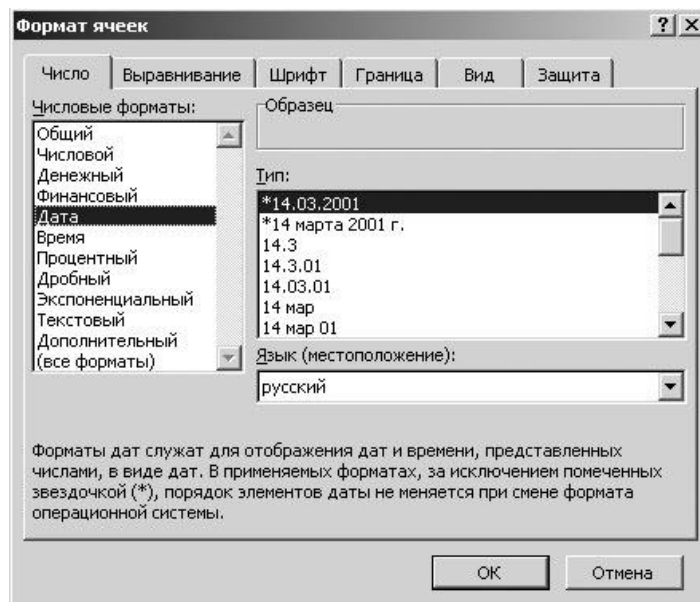 Формат ячеек
Число Выравнивание Шрифт Граница Вид Защита
Числовые форматы:
Общий
Числовой
Денежный
Финансовый
Дата
Время
Процентный
Дробный
Экспоненциальный
Текстовый
Дополнительный
(все форматы)
Образец
Тип:
*14.03.2001
*14 марта 2001 г.
14.3
14.3.01
14.03.01
14 мар
14 мар 01
Язык (местоположение):
русский
Форматы дат служат для отображения дат и времени, представленных
числами, в виде дат. В применяемых форматах, за исключением помеченных
звездочкой (*), порядок элементов даты не меняется при смене формата
операционной системы.
ОК Отмена